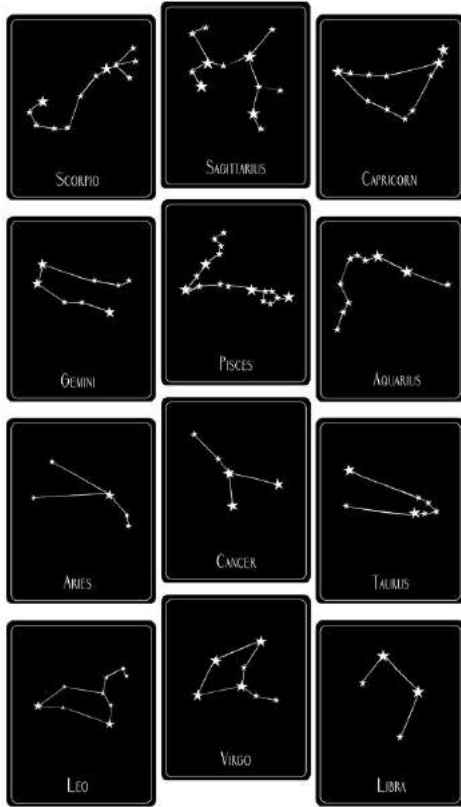 Scorpio
Sagittarius
Capricorn
Gemini
Pisces
Aquarius
Aries
Cancer
Taurus
Leo
Virgo
Libra